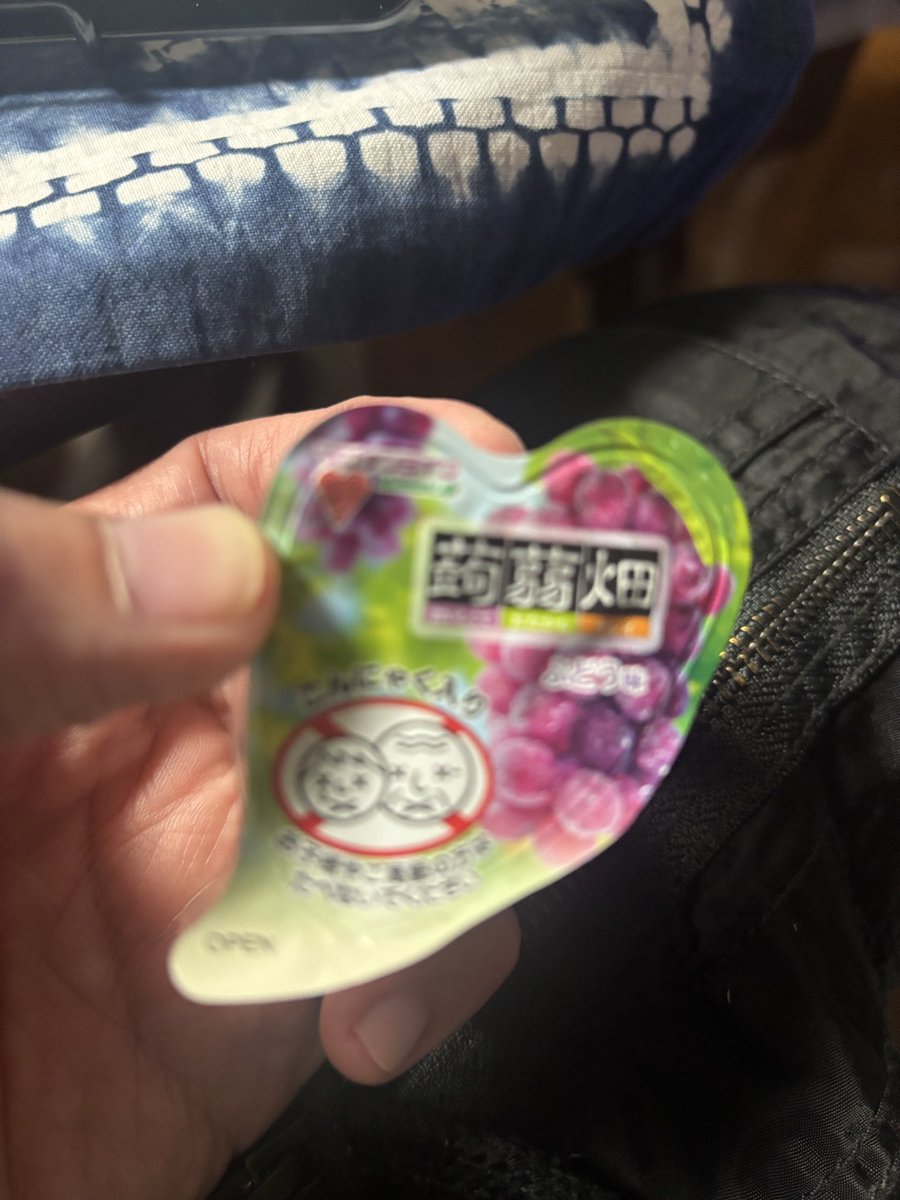 蒟蒻畑
ぶどう味
こんにゃく入り
お子様やご高齢の方は
たべないでください
OPEN